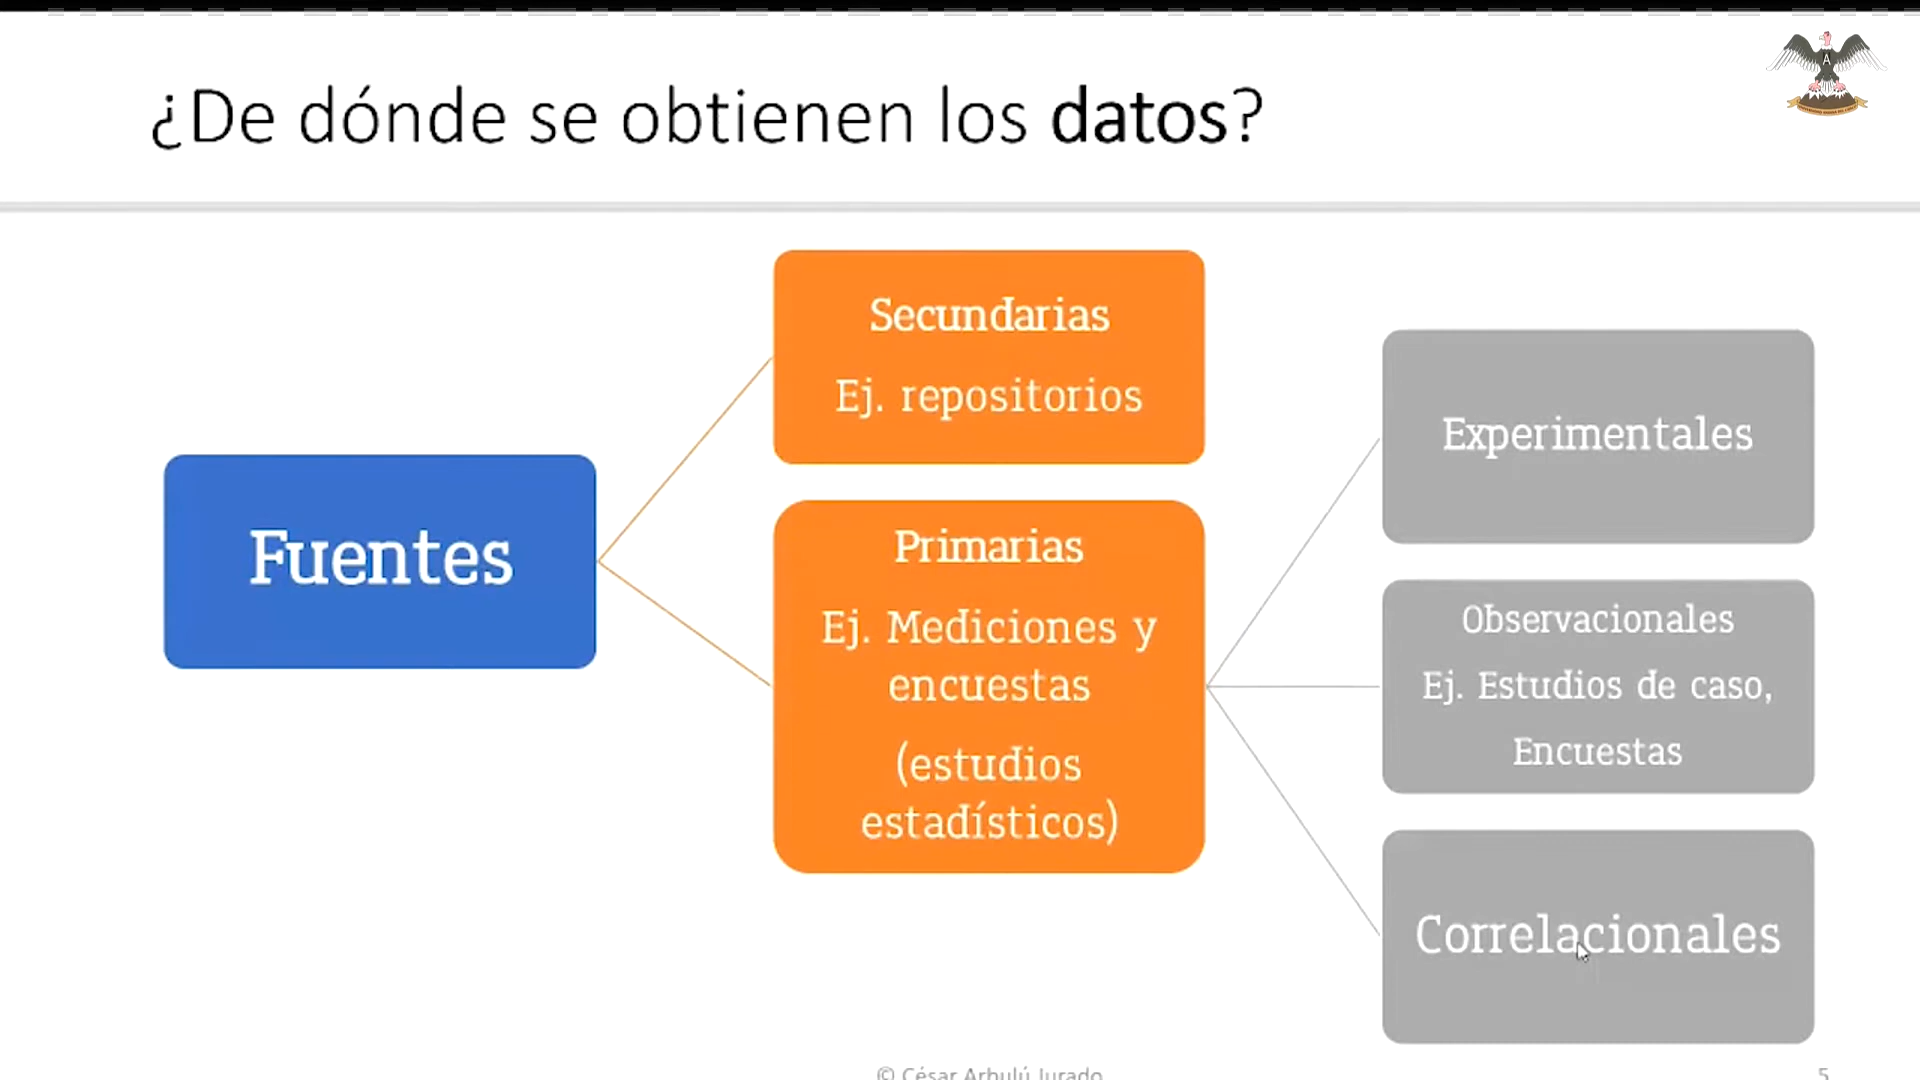 ¿De dónde se obtienen los datos?
Fuentes
Secundarias
Ej. repositorios
Primarias
Ej. Mediciones y
encuestas
(estudios
estadísticos)
Experimentales
Observacionales
Ej. Estudios de caso,
Encuestas
Correlacionales
© César Arbulú Jurado
5